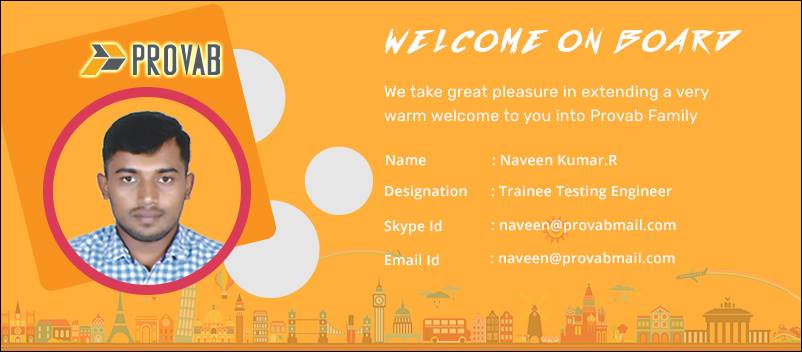 PROVAB
WELCOME ON BOARD
We take great pleasure in extending a very
warm welcome to you into Provab Family
Name : Naveen Kumar.R
Designation : Trainee Testing Engineer
Skype Id : naveen@provabmail.com
Email Id : naveen@provabmail.com